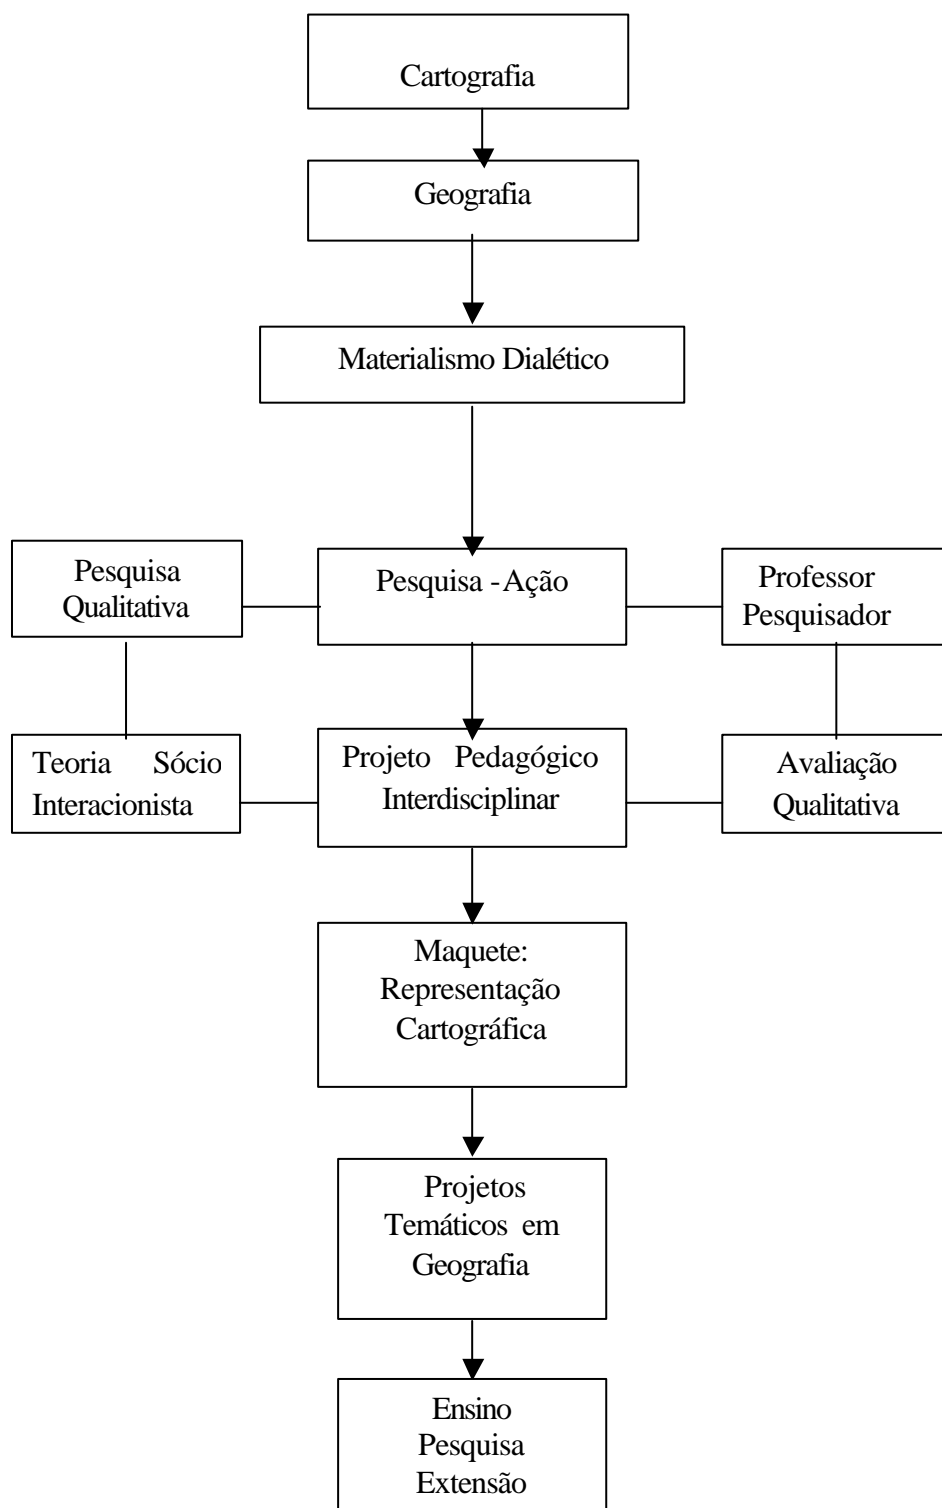 Cartografia
Geografia
Materialismo Dialético
Pesquisa
Qualitativa
Pesquisa -Ação
Professor
Pesquisador
Teoria Sócio
Interacionista
Projeto Pedagógico
Interdisciplinar
Avaliação
Qualitativa
Maquete:
Representação
Cartográfica
Projetos
Temáticos em
Geografia
Ensino
Pesquisa
Extensão